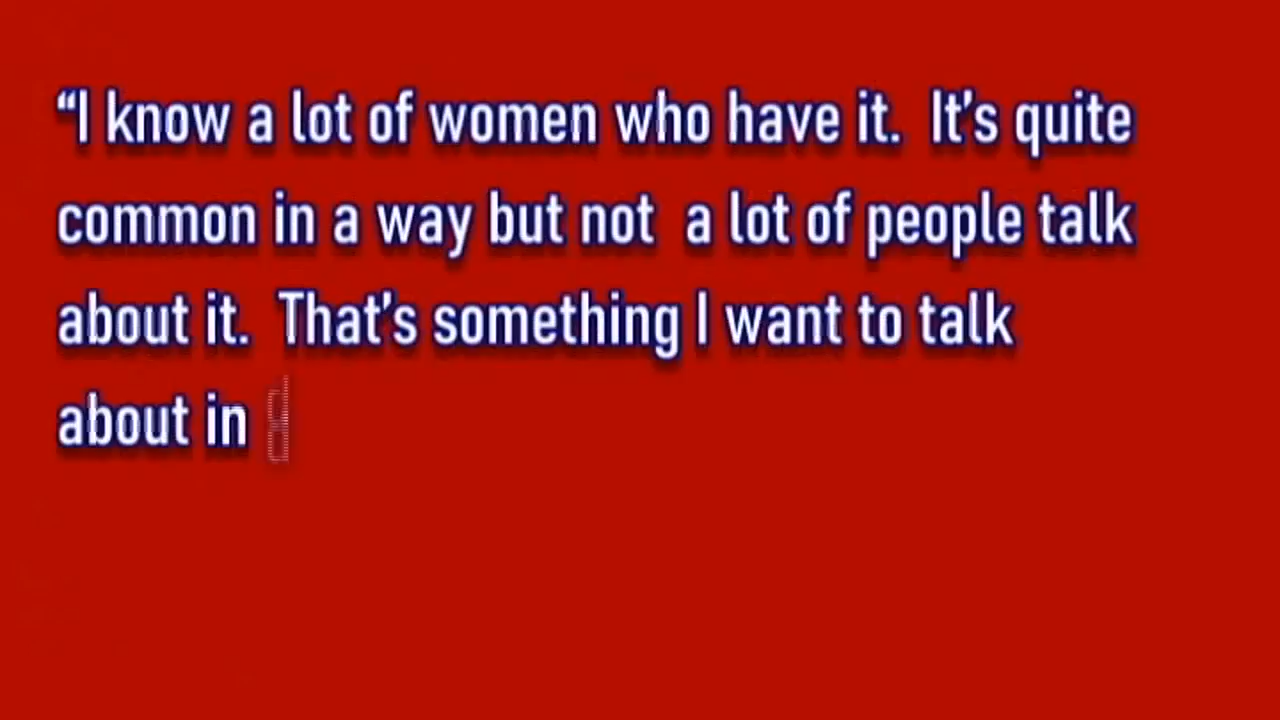 “I know a lot of women who have it.  It’s quite
common in a way but not  a lot of people talk
about it.  That’s something I want to talk
about in